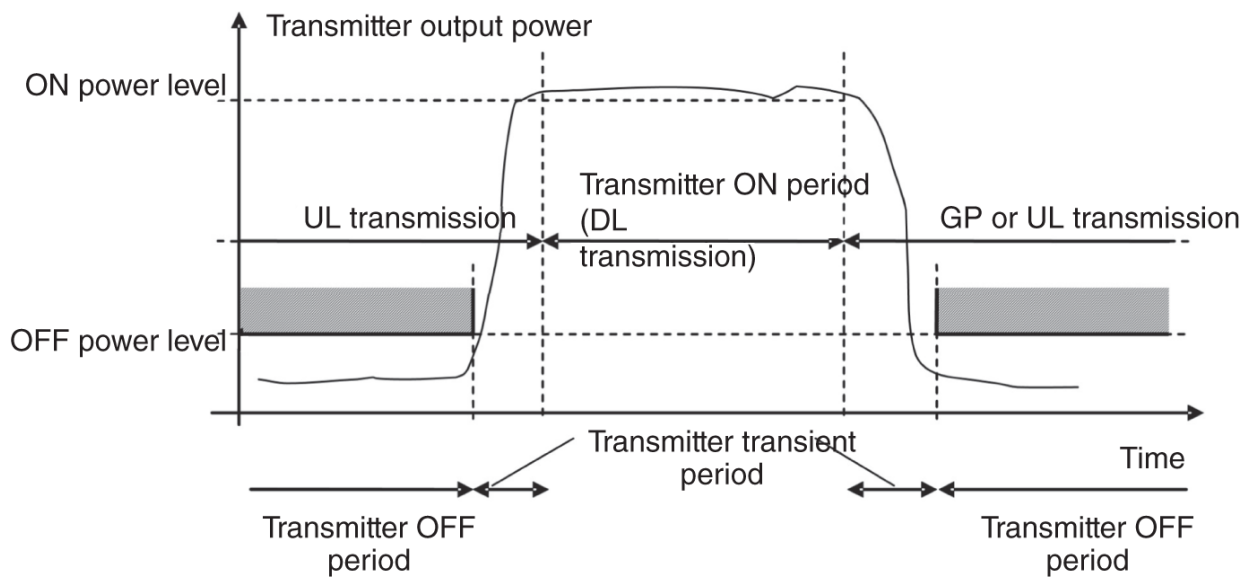 Transmitter output power
ON power level
Transmitter ON period
UL transmission
(DL
GP or UL transmission
transmission)
OFF power level
Transmitter transient
period
Time
Transmitter OFF
period
Transmitter OFF
period